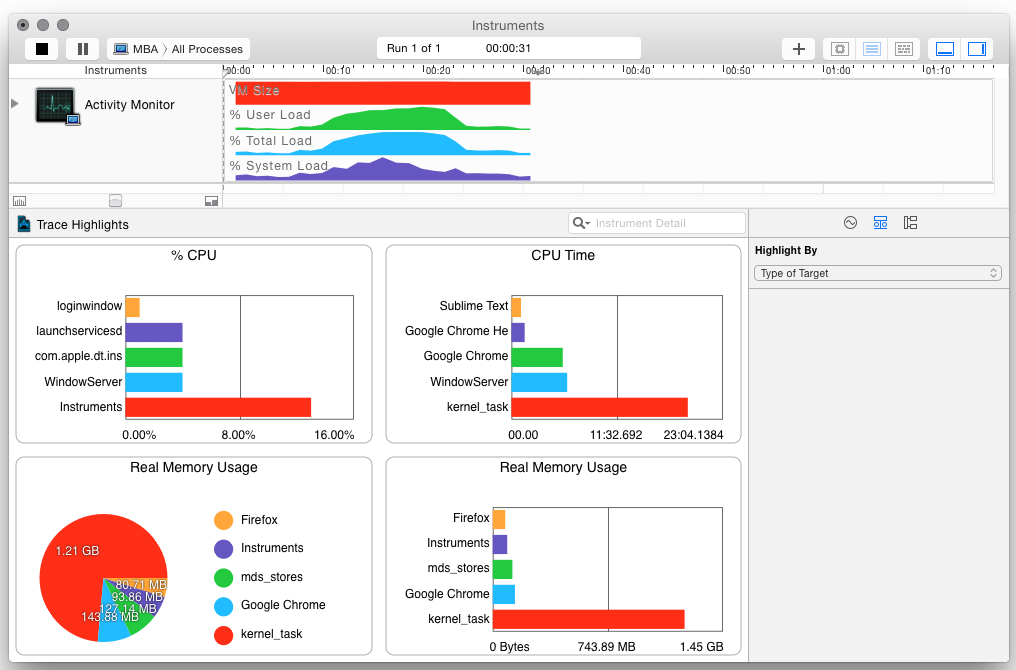 Instruments
MBA 〉 All Processes
Run 1 of 1 00:00:31
Instruments
00:00 00:10 00:20 00:30 00:40 00:50 01:00 01:10
Activity Monitor
VM Size
% User Load
% Total Load
% System Load
Trace Highlights
Instrument Detail
Highlight By
Type of Target
% CPU
loginwindow
launchservicesd
com.apple.dt.ins
WindowServer
Instruments
0.00% 8.00% 16.00%
CPU Time
Sublime Text
Google Chrome He
Google Chrome
WindowServer
kernel_task
00.00 11:32.692 23:04.1384
Real Memory Usage
1.21 GB
80.71 MB
93.86 MB
127.14 MB
143.88 MB
Firefox
Instruments
mds_stores
Google Chrome
kernel_task
Real Memory Usage
Firefox
Instruments
mds_stores
Google Chrome
kernel_task
0 Bytes 743.89 MB 1.45 GB